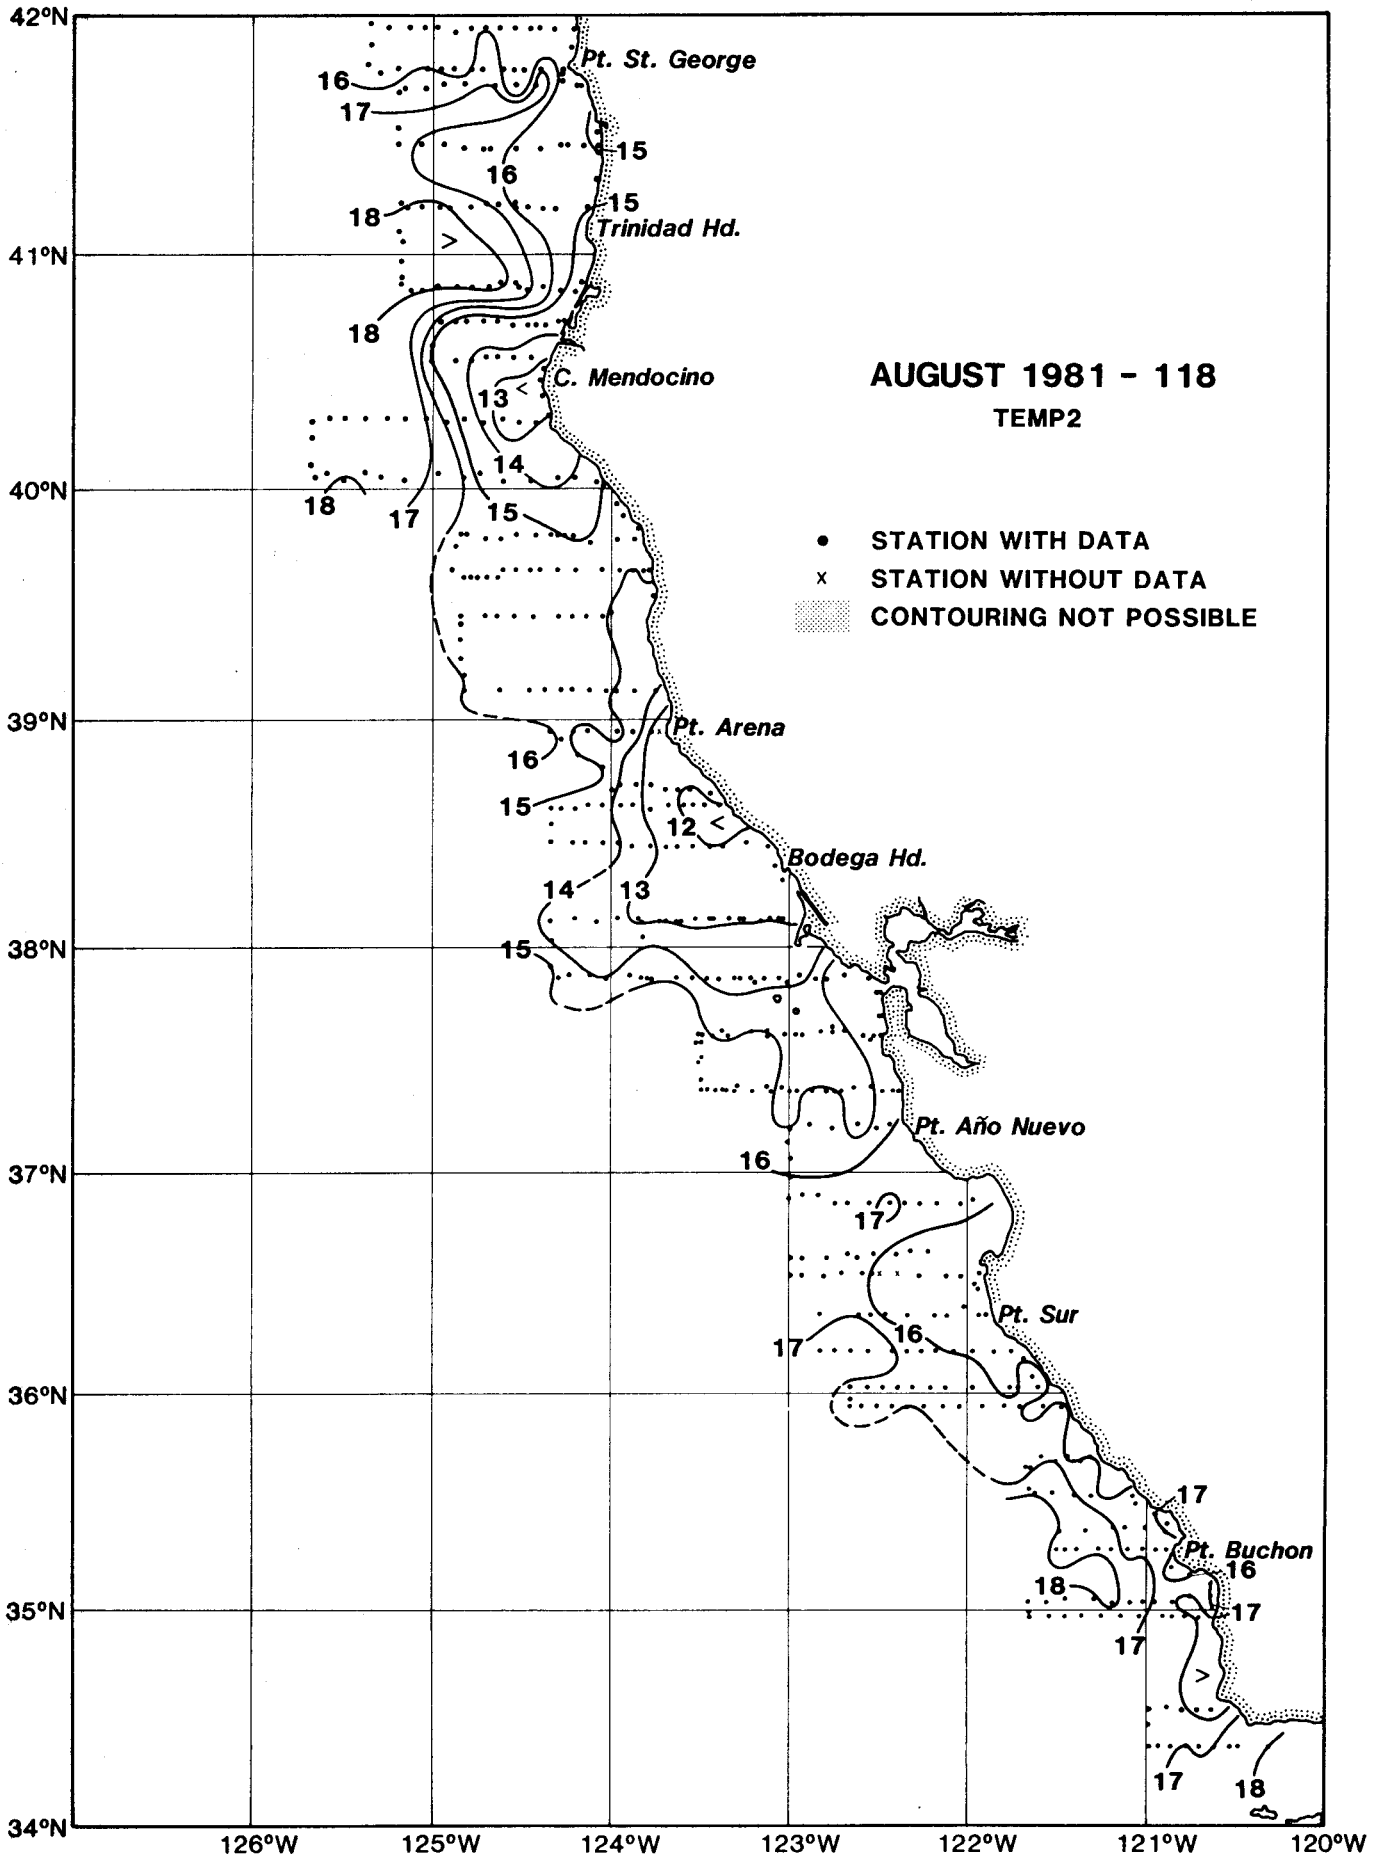 42°N
Pt. St. George
16
17
15
16
15
18
Trinidad Hd.
>
41°N
18
AUGUST 1981 - 118
C. Mendocino
<
13
TEMP2
14
40°N
18
17
15
• STATION WITH DATA
x STATION WITHOUT DATA
CONTOURING NOT POSSIBLE
39°N
Pt. Arena
16
15
12 <
Bodega Hd.
14
13
38°N
15
Pt. Año Nuevo
16
37°N
17
Pt. Sur
16
17
36°N
17
Pt. Buchon
16
18
35°N
17
17
>
17
18
34°N
126°W 125°W 124°W 123°W 122°W 121°W 120°W